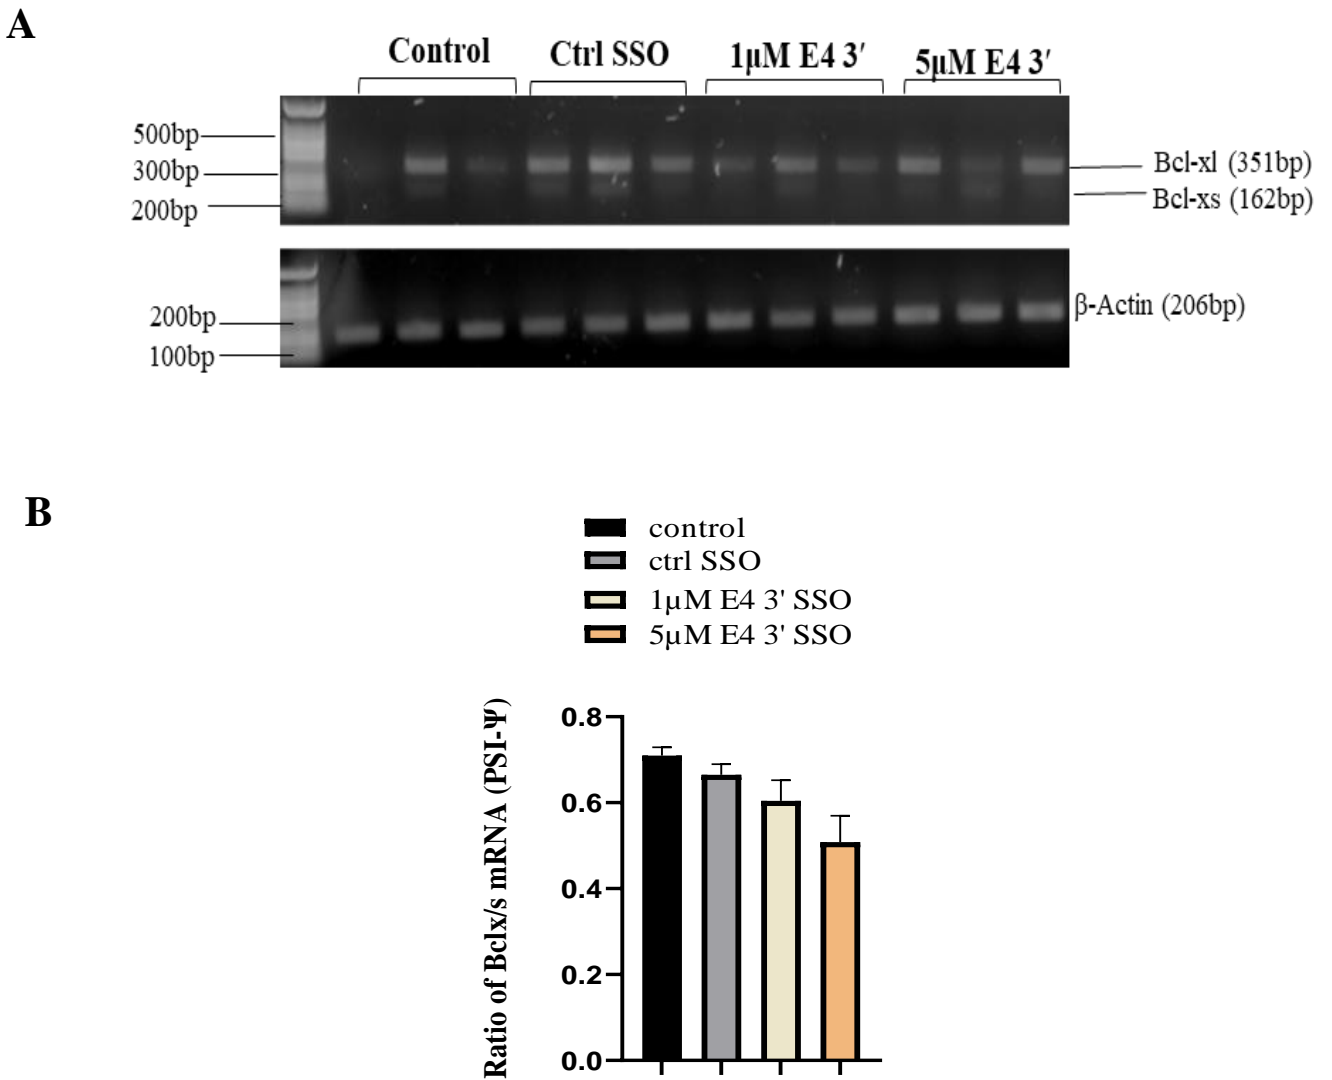 A
Control
Ctrl SSO
1µM E4 3′
5µM E4 3′
500bp
300bp
200bp
Bcl-xl (351bp)
Bcl-xs (162bp)
200bp
100bp
β-Actin (206bp)
B
control
ctrl SSO
1µM E4 3' SSO
5µM E4 3' SSO
Ratio of Bclx/s mRNA (PSI-Ψ)
0.8
0.6
0.4
0.2
0.0